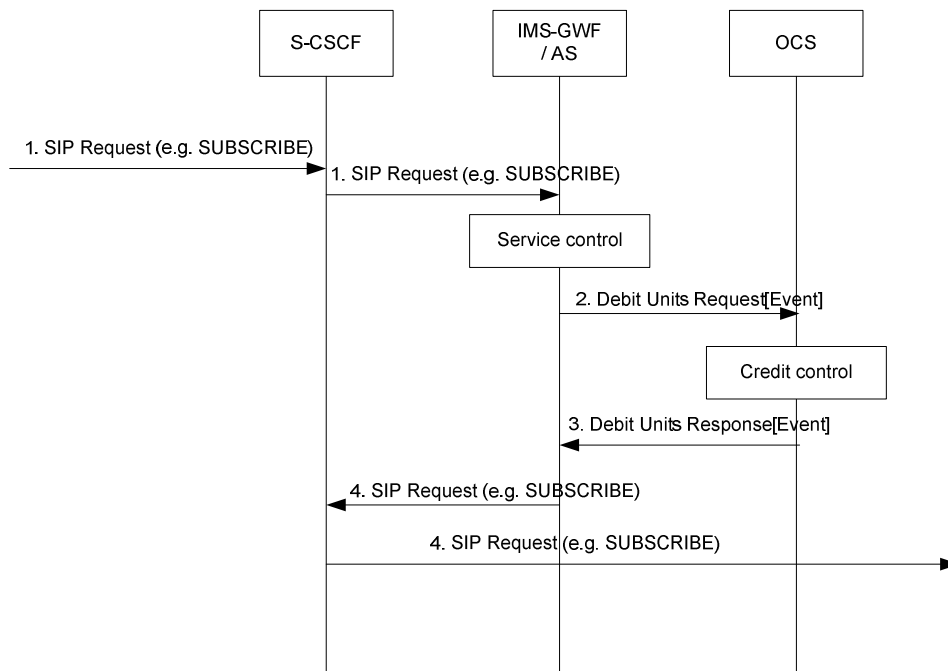 S-CSCF
IMS-GWF
/ AS
OCS
1. SIP Request (e.g. SUBSCRIBE)
1. SIP Request (e.g. SUBSCRIBE)
Service control
2. Debit Units Request[Event]
Credit control
3. Debit Units Response[Event]
4. SIP Request (e.g. SUBSCRIBE)
4. SIP Request (e.g. SUBSCRIBE)